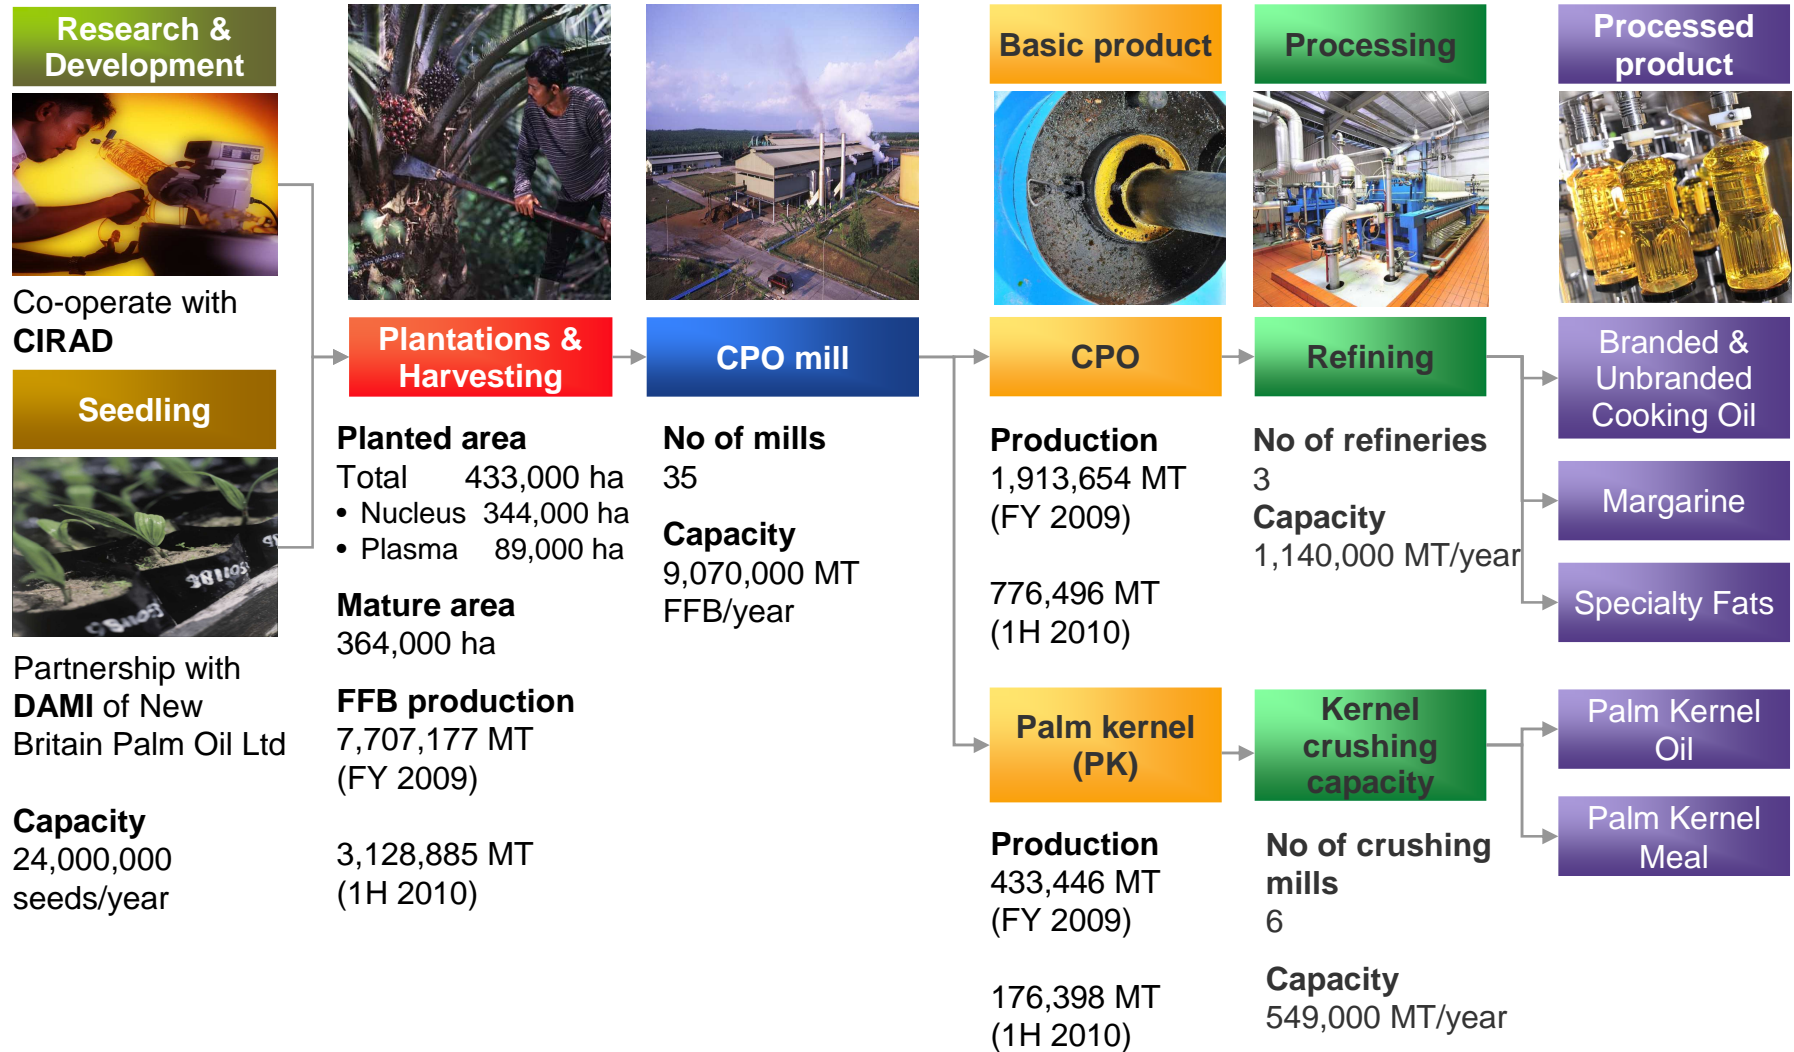 Research &
Development
Co-operate with
CIRAD
Seedling
Partnership with
DAMI of New
Britain Palm Oil Ltd
Capacity
24,000,000
seeds/year
Plantations &
Harvesting
Planted area
Total 433,000 ha
• Nucleus 344,000 ha
• Plasma 89,000 ha
Mature area
364,000 ha
FFB production
7,707,177 MT
(FY 2009)
3,128,885 MT
(1H 2010)
CPO mill
No of mills
35
Capacity
9,070,000 MT
FFB/year
Basic product
CPO
Production
1,913,654 MT
(FY 2009)
776,496 MT
(1H 2010)
Palm kernel
(PK)
Production
433,446 MT
(FY 2009)
176,398 MT
(1H 2010)
Processing
Refining
No of refineries
3
Capacity
1,140,000 MT/year
Kernel
crushing
capacity
No of crushing
mills
6
Capacity
549,000 MT/year
Processed
product
Branded &
Unbranded
Cooking Oil
Margarine
Specialty Fats
Palm Kernel
Oil
Palm Kernel
Meal